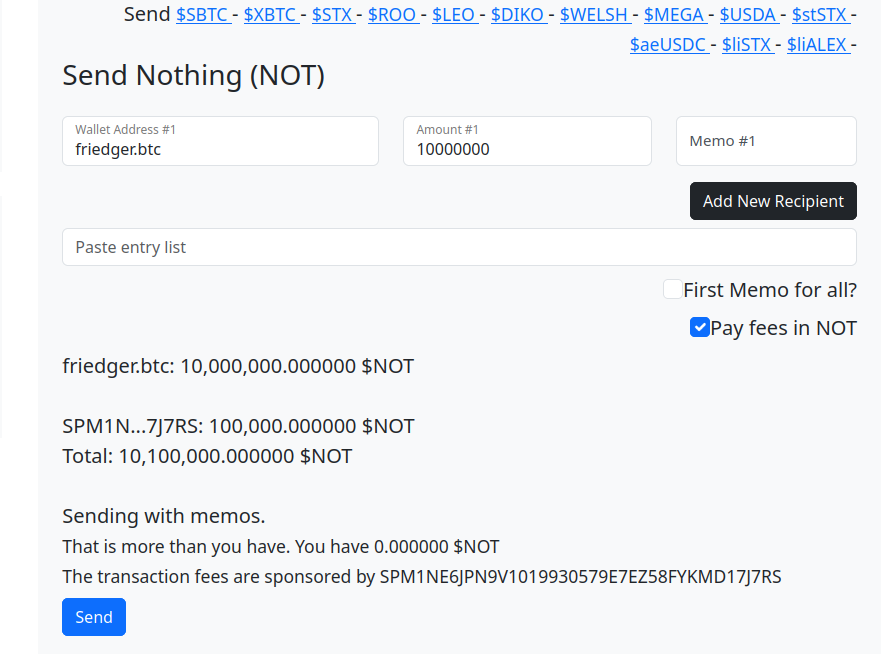 Send $SBTC - $XBTC - $STX - $ROO - $LEO - $DIKO - $WELSH - $MEGA - $USDA - $stSTX -
$aeUSDC - $liSTX - $liALEX -
Send Nothing (NOT)
Wallet Address #1
friedger.btc
Amount #1
10000000
Memo #1
Add New Recipient
Paste entry list
First Memo for all?
Pay fees in NOT
friedger.btc: 10,000,000.000000 $NOT
SPM1N...7J7RS: 100,000.000000 $NOT
Total: 10,100,000.000000 $NOT
Sending with memos.
That is more than you have. You have 0.000000 $NOT
The transaction fees are sponsored by SPM1NE6JPN9V1019930579E7EZ58FYKMD17J7RS
Send